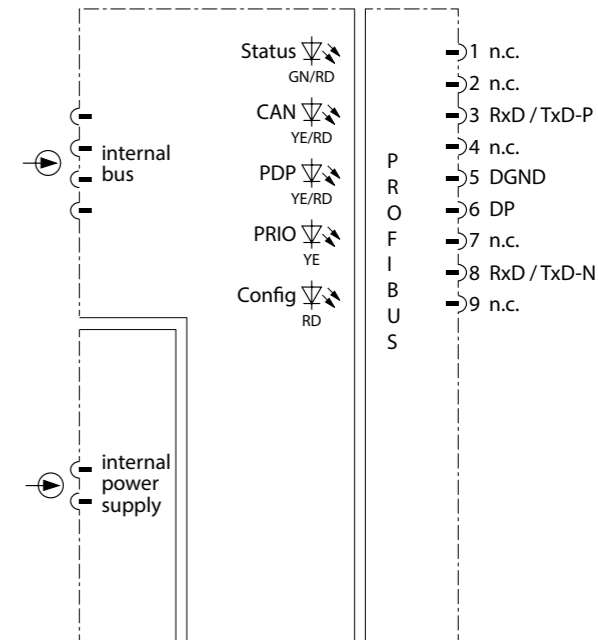 Status
GN/RD
CAN
YE/RD
PDP
YE/RD
PRIO
YE
Config
RD
internal
bus
internal
power
supply
PROFIBUS
1 n.c.
2 n.c.
3 RxD / TxD-P
4 n.c.
5 DGND
6 DP
7 n.c.
8 RxD / TxD-N
9 n.c.